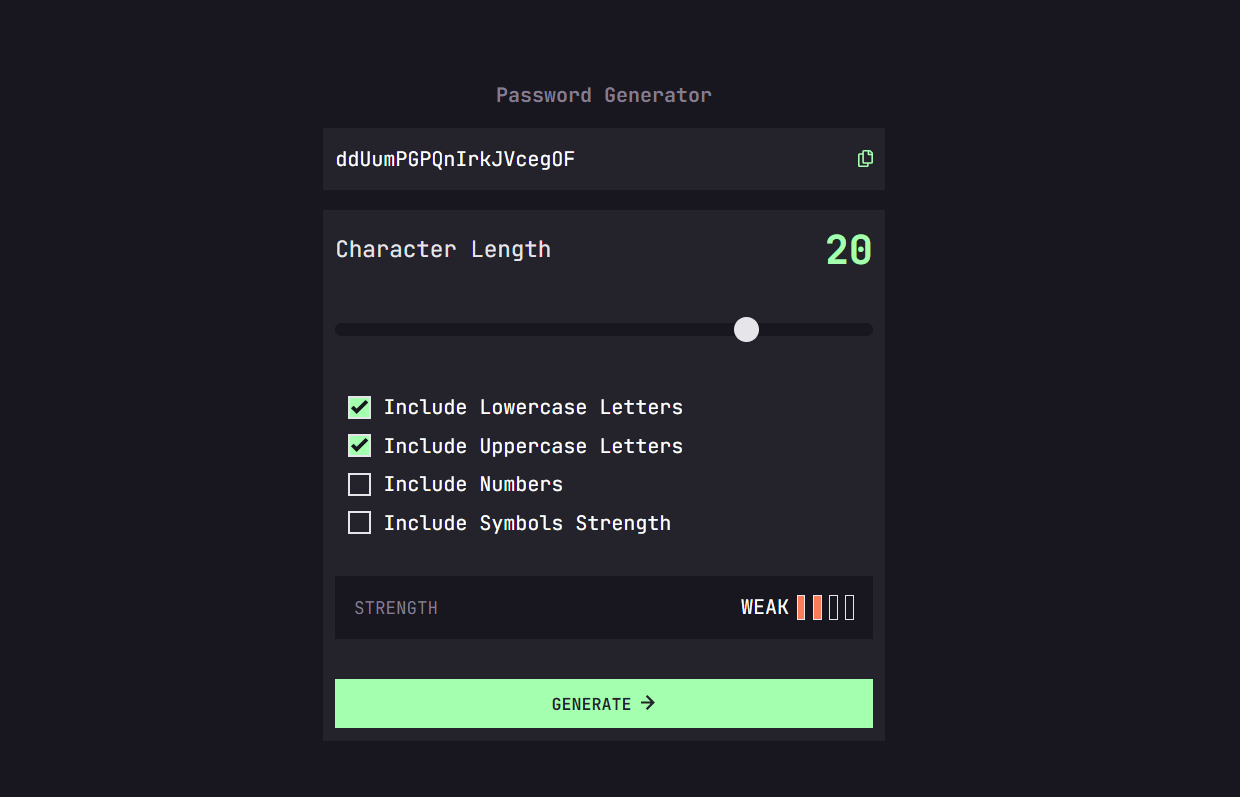 Password Generator
ddUumPGPQnIrkJVcegOF
Character Length
20
Include Lowercase Letters
Include Uppercase Letters
Include Numbers
Include Symbols Strength
STRENGTH
WEAK
GENERATE →